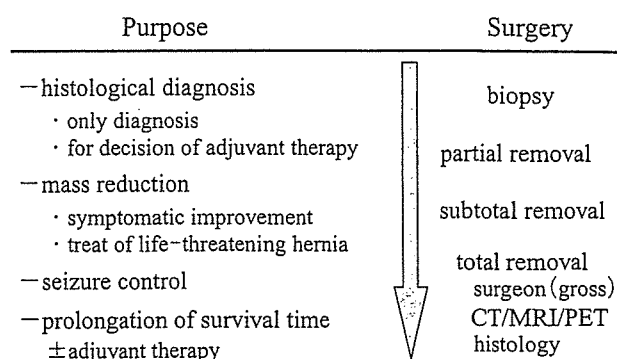 Purpose
Surgery
—histological diagnosis
・only diagnosis
・for decision of adjuvant therapy
—mass reduction
・symptomatic improvement
・treat of life-threatening hernia
—seizure control
—prolongation of survival time
±adjuvant therapy
biopsy
partial removal
subtotal removal
total removal
surgeon(gross)
CT/MRI/PET
histology